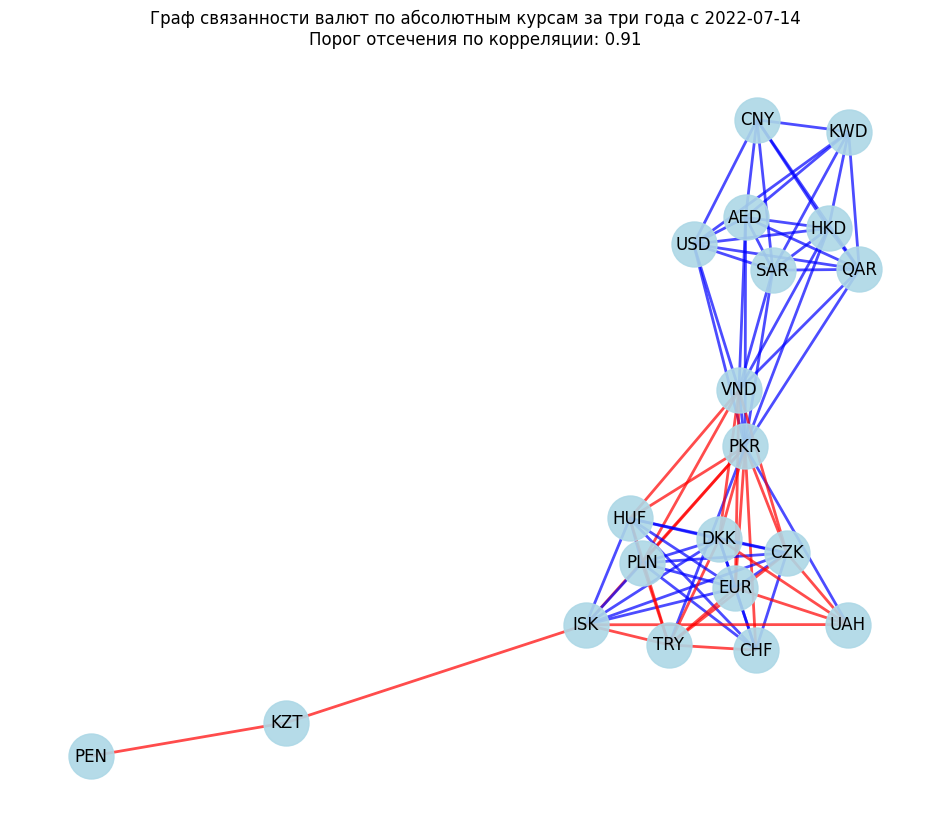 Граф связанности валют по абсолютным курсам за три года с 2022-07-14
Порог отсечения по корреляции: 0.91
CNY
KWD
AED
HKD
USD
SAR
QAR
VND
PKR
HUF
DKK
CZK
PLN
EUR
ISK
UAH
TRY
CHF
KZT
PEN